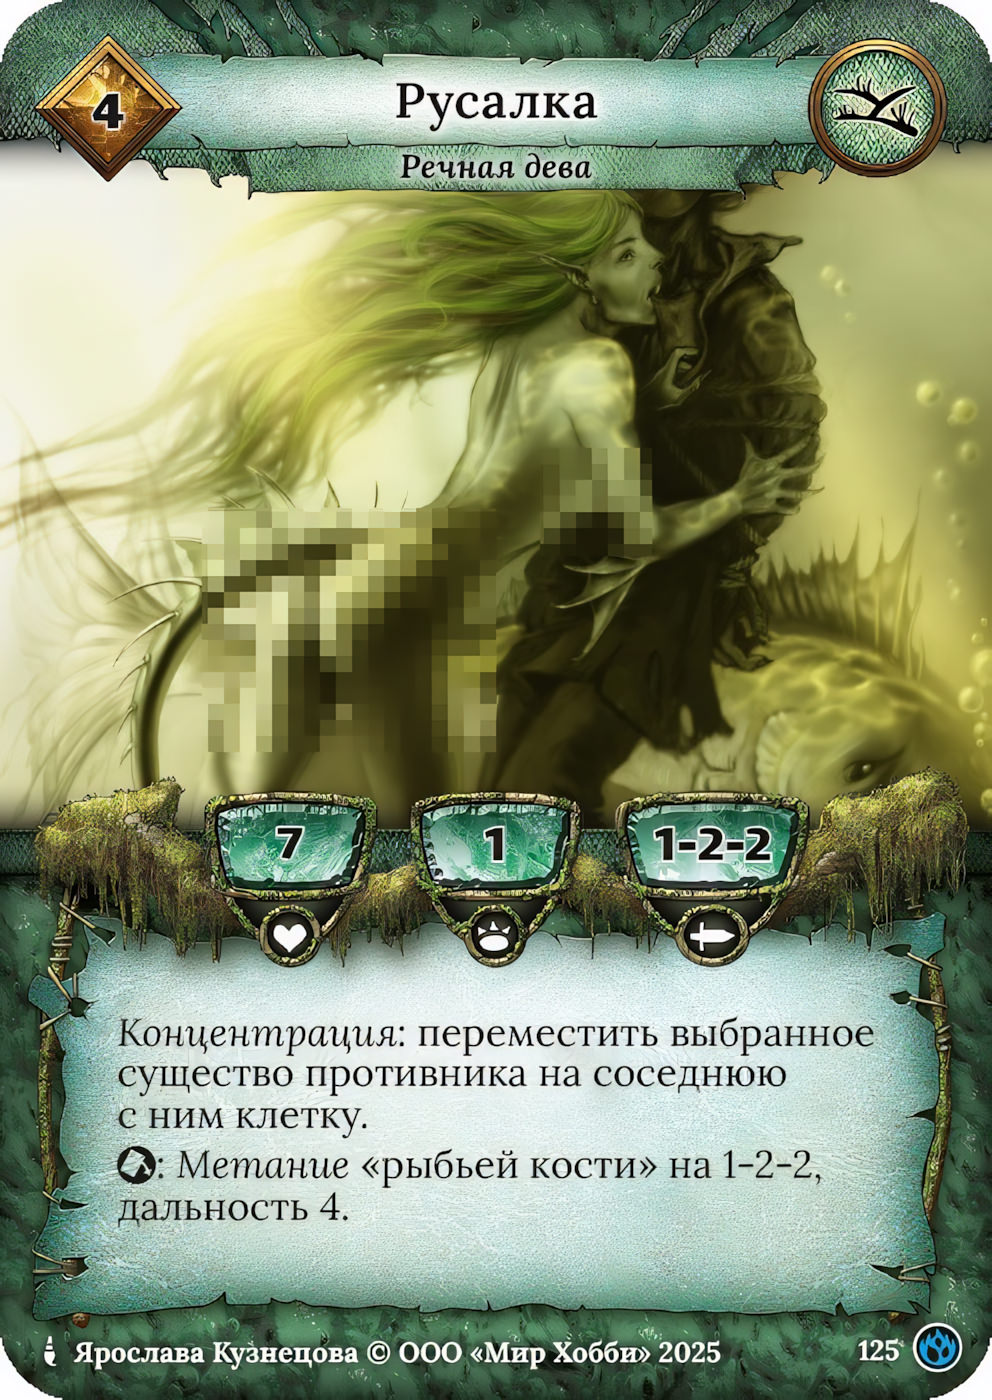 4
Русалка
Речная дева
7
1
1-2-2
Концентрация: переместить выбранное
существо противника на соседнюю
с ним клетку.
: Метание «рыбьей кости» на 1–2–2,
дальность 4.
Ярослава Кузнецова © ООО «Мир Хобби» 2025
125